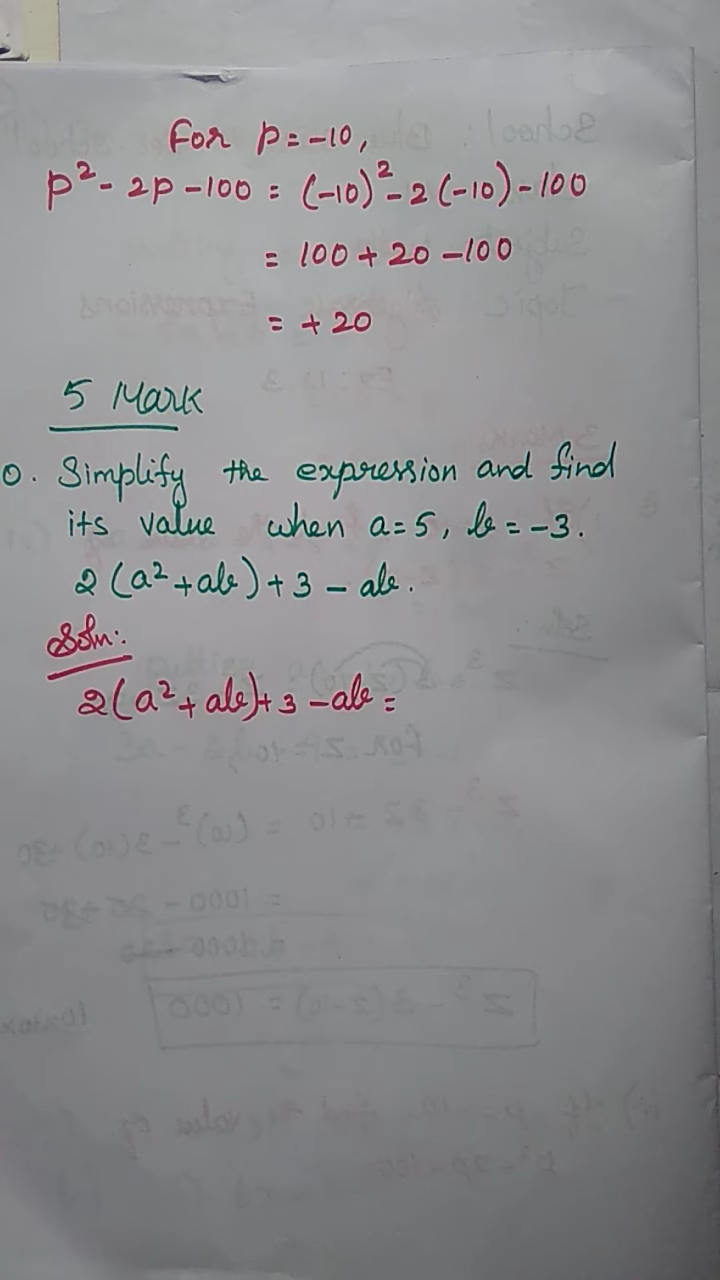 For p = -10,
p² - 2p - 100 = (-10)² - 2(-10) - 100
= 100 + 20 - 100
= + 20
5 Mark
0. Simplify the expression and find
its value when a = 5, b = -3.
2(a² + ab) + 3 - ab.
Soln:
2(a² + ab) + 3 - ab =